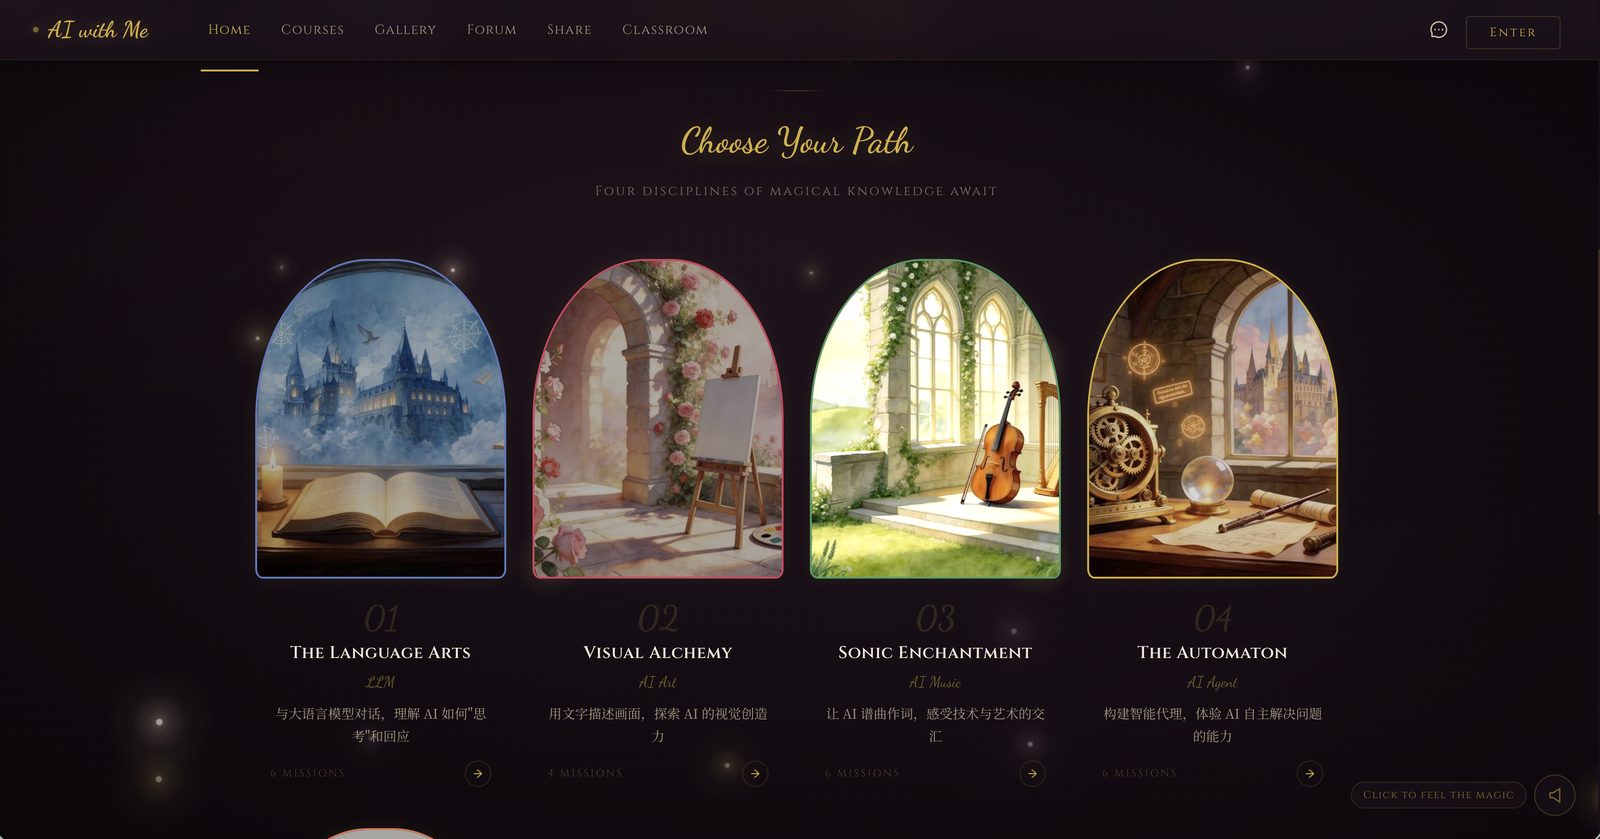 AI with Me
HOME
COURSES
GALLERY
FORUM
SHARE
CLASSROOM
ENTER
Choose Your Path
FOUR DISCIPLINES OF MAGICAL KNOWLEDGE AWAIT
01
THE LANGUAGE ARTS
LLM
与大语言模型对话，理解 AI 如何"思
考"和回应
6 MISSIONS
02
VISUAL ALCHEMY
AI Art
用文字描述画面，探索 AI 的视觉创造
力
4 MISSIONS
03
SONIC ENCHANTMENT
AI Music
让 AI 谱曲作词，感受技术与艺术的交
汇
6 MISSIONS
04
THE AUTOMATON
AI Agent
构建智能代理，体验 AI 自主解决问题
的能力
6 MISSIONS
CLICK TO FEEL THE MAGIC